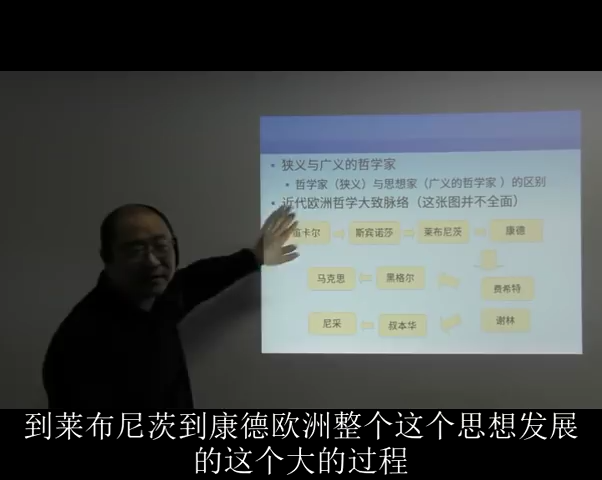 • 狭义与广义的哲学家
• 哲学家（狭义）与思想家（广义的哲学家 ）的区别
• 近代欧洲哲学大致脉络（这张图并不全面）
笛卡尔 斯宾诺莎 莱布尼茨 康德
马克思 黑格尔 费希特
尼采 叔本华 谢林
到莱布尼茨到康德欧洲整个这个思想发展
的这个大的过程